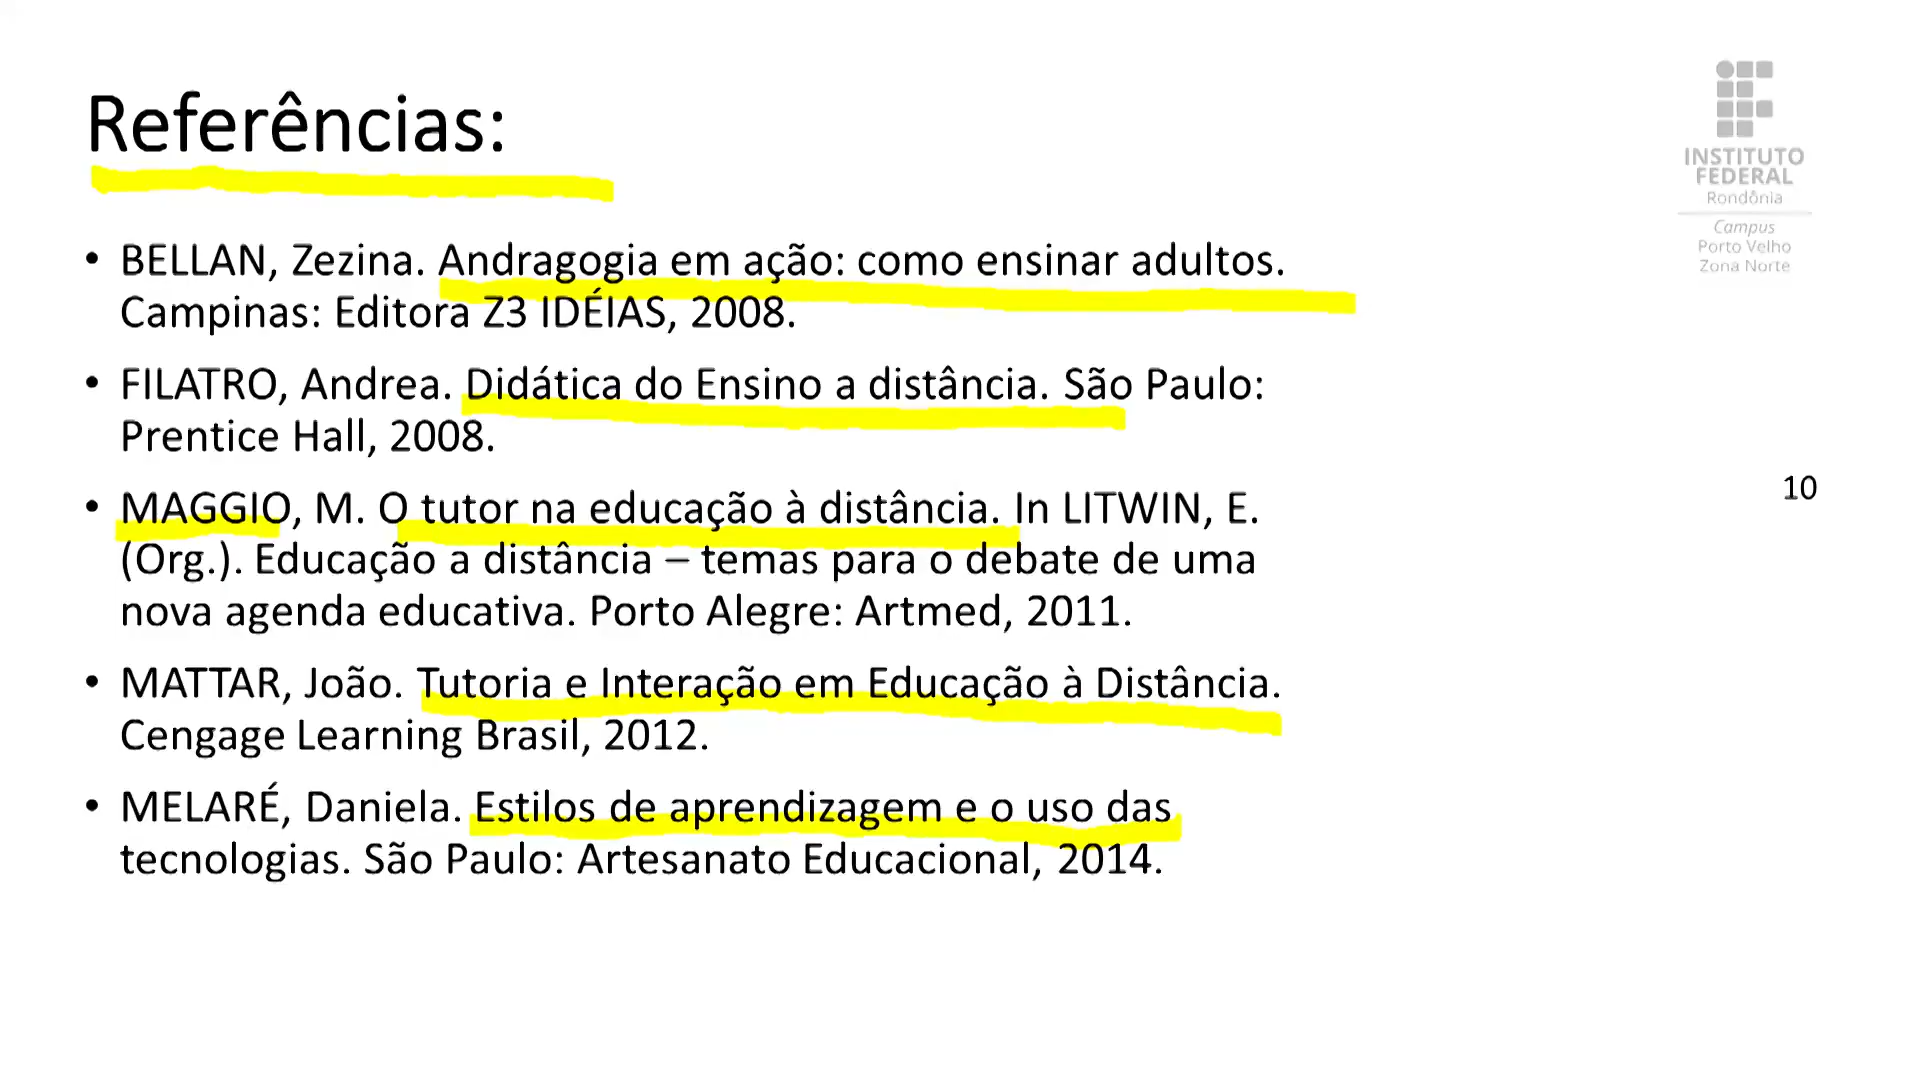 Referências:
• BELLAN, Zezina. Andragogia em ação: como ensinar adultos.
Campinas: Editora Z3 IDÉIAS, 2008.
• FILATRO, Andrea. Didática do Ensino a distância. São Paulo:
Prentice Hall, 2008.
• MAGGIO, M. O tutor na educação à distância. In LITWIN, E.
(Org.). Educação a distância – temas para o debate de uma
nova agenda educativa. Porto Alegre: Artmed, 2011.
• MATTAR, João. Tutoria e Interação em Educação à Distância.
Cengage Learning Brasil, 2012.
• MELARÉ, Daniela. Estilos de aprendizagem e o uso das
tecnologias. São Paulo: Artesanato Educacional, 2014.
INSTITUTO
FEDERAL
Rondônia
Campus
Porto Velho
Zona Norte
10